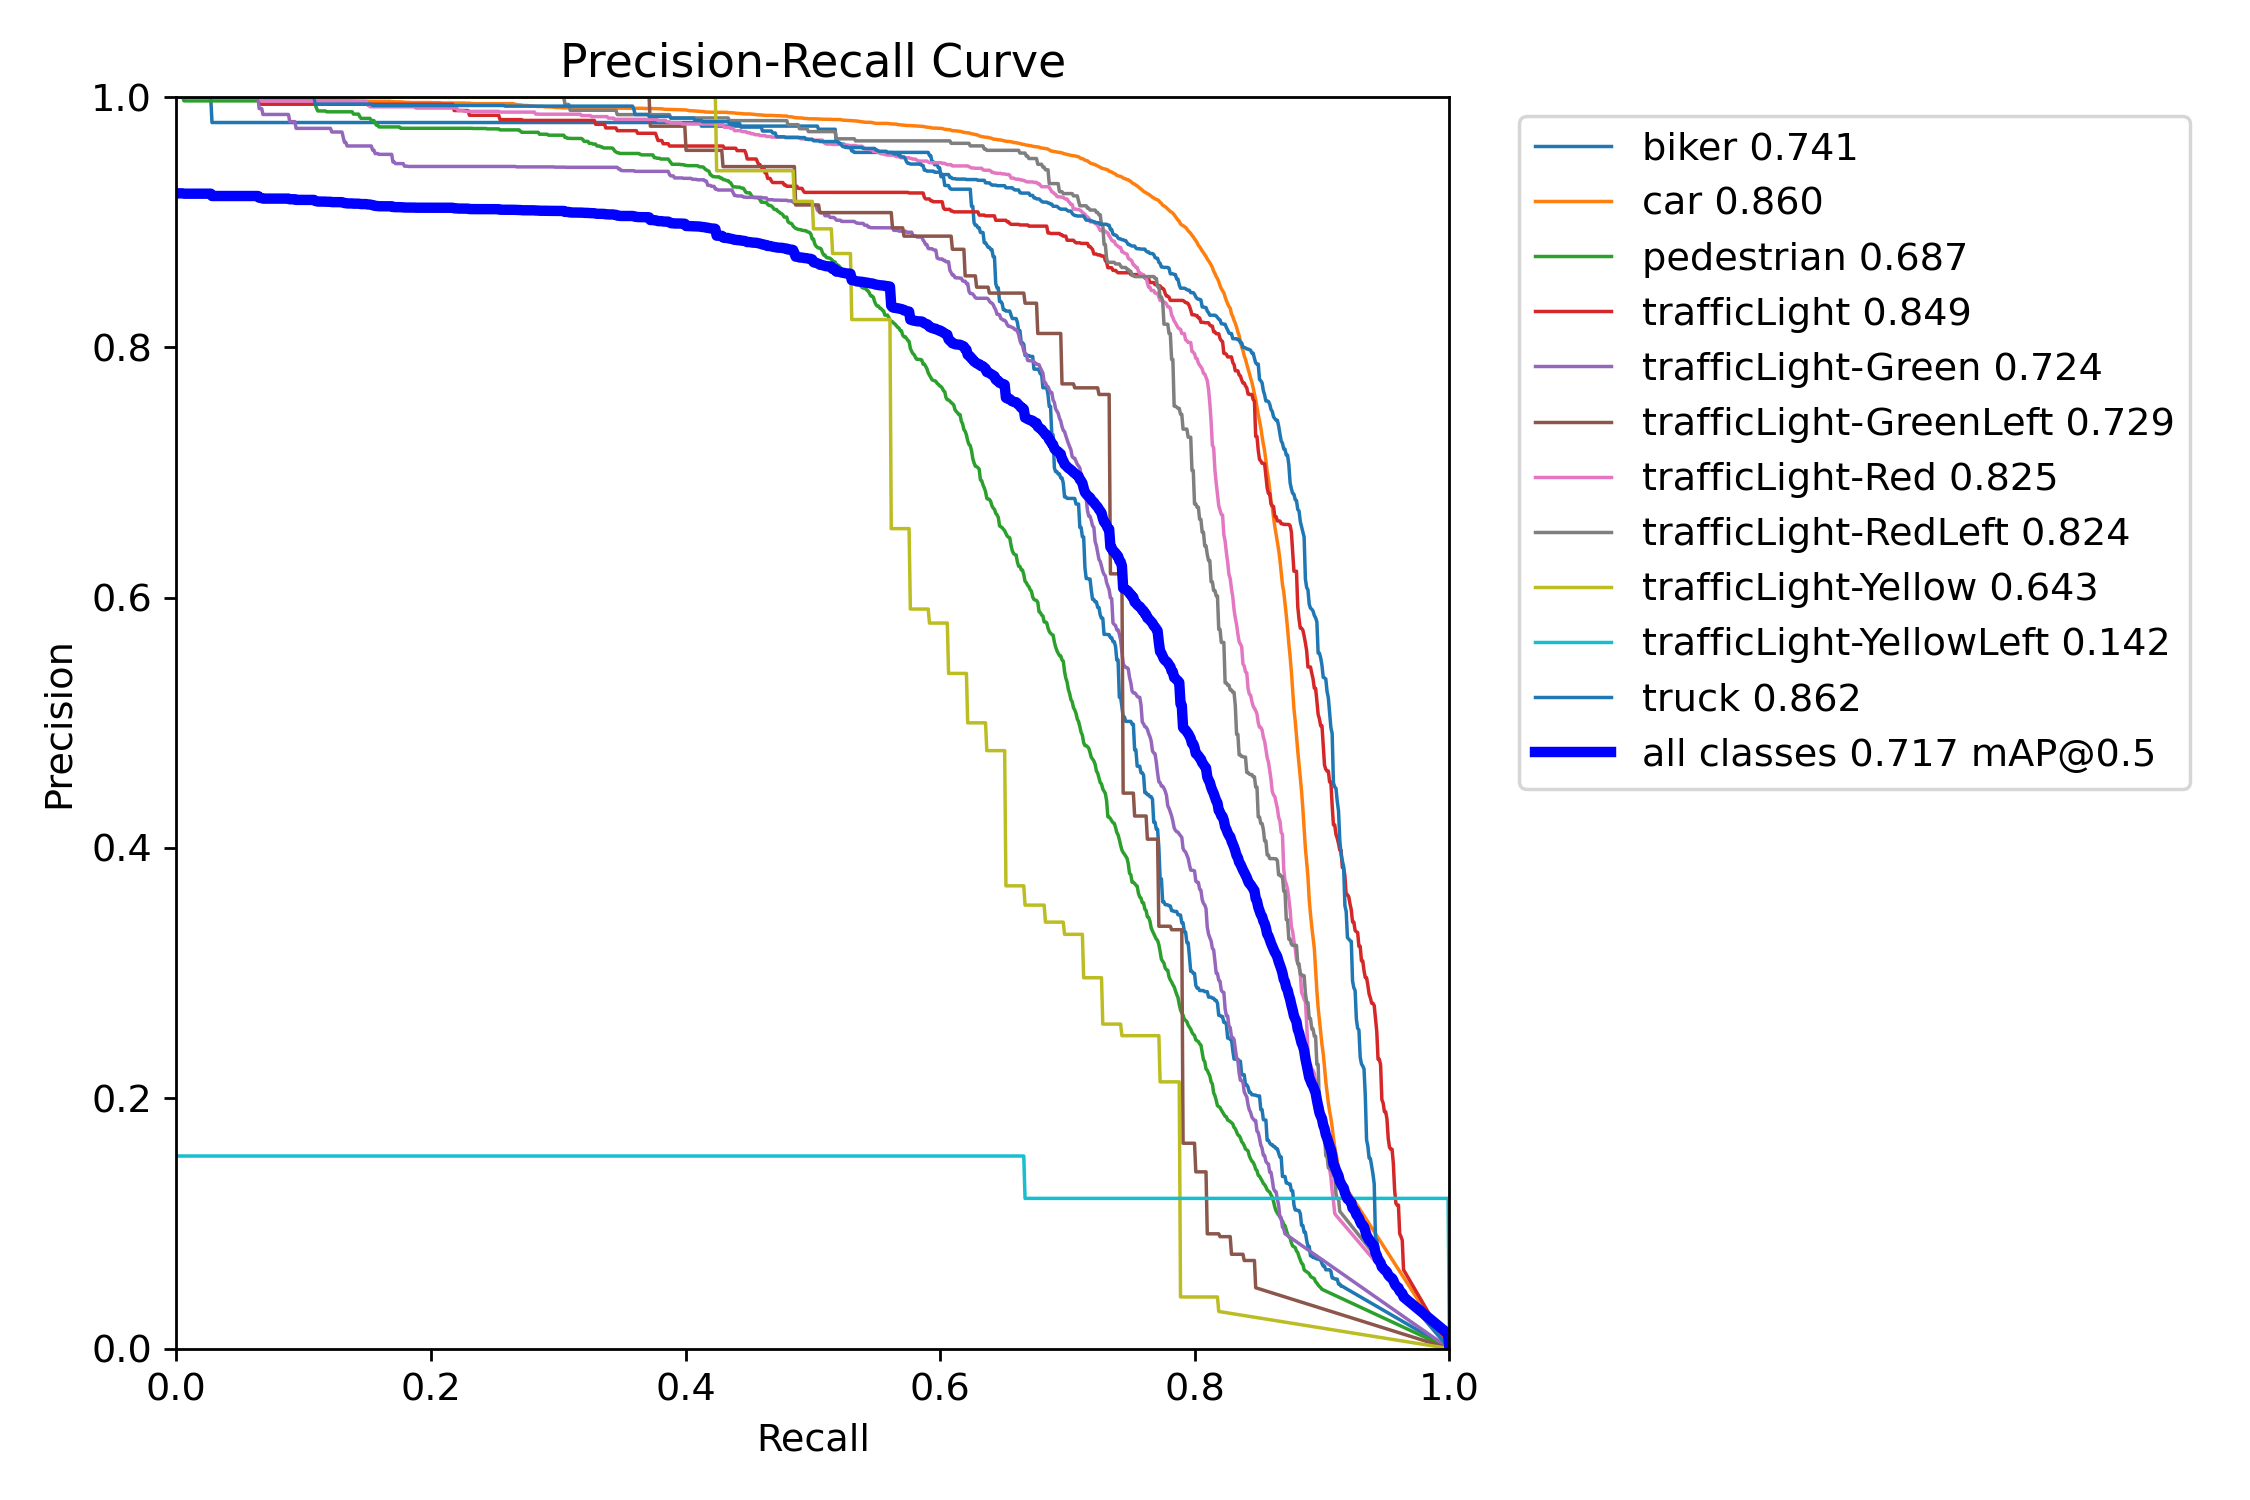 Precision-Recall Curve
1.0
0.8
0.6
0.4
0.2
0.0
Precision
0.0 0.2 0.4 0.6 0.8 1.0
Recall
biker 0.741
car 0.860
pedestrian 0.687
trafficLight 0.849
trafficLight-Green 0.724
trafficLight-GreenLeft 0.729
trafficLight-Red 0.825
trafficLight-RedLeft 0.824
trafficLight-Yellow 0.643
trafficLight-YellowLeft 0.142
truck 0.862
all classes 0.717 mAP@0.5